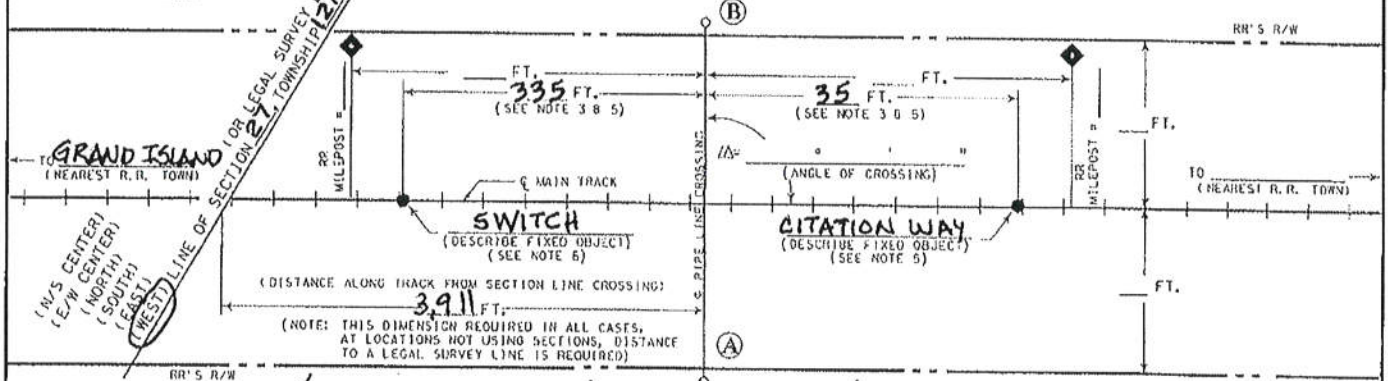 B
RR'S R/W
(OR LEGAL SURVEY
LINE OF SECTION 27, TOWNSHIP
FT. FT.
335 FT. 35 FT.
(SEE NOTE 3 & 5) (SEE NOTE 3 & 5)
FT.
RR MILEPOST = RR MILEPOST =
TO GRAND ISLAND
(NEAREST R.R. TOWN)
° ' "
(ANGLE OF CROSSING)
TO
(NEAREST R.R. TOWN)
℄ MAIN TRACK
℄ PIPE LINE CROSSING
SWITCH
(DESCRIBE FIXED OBJECT)
(SEE NOTE 6)
CITATION WAY
(DESCRIBE FIXED OBJECT)
(SEE NOTE 5)
(N/S CENTER)
(E/W CENTER)
(NORTH)
(SOUTH)
(EAST)
(WEST)
(DISTANCE ALONG TRACK FROM SECTION LINE CROSSING)
3,911 FT.
FT.
(NOTE: THIS DIMENSION REQUIRED IN ALL CASES,
AT LOCATIONS NOT USING SECTIONS, DISTANCE
TO A LEGAL SURVEY LINE IS REQUIRED)
A
RR'S R/W